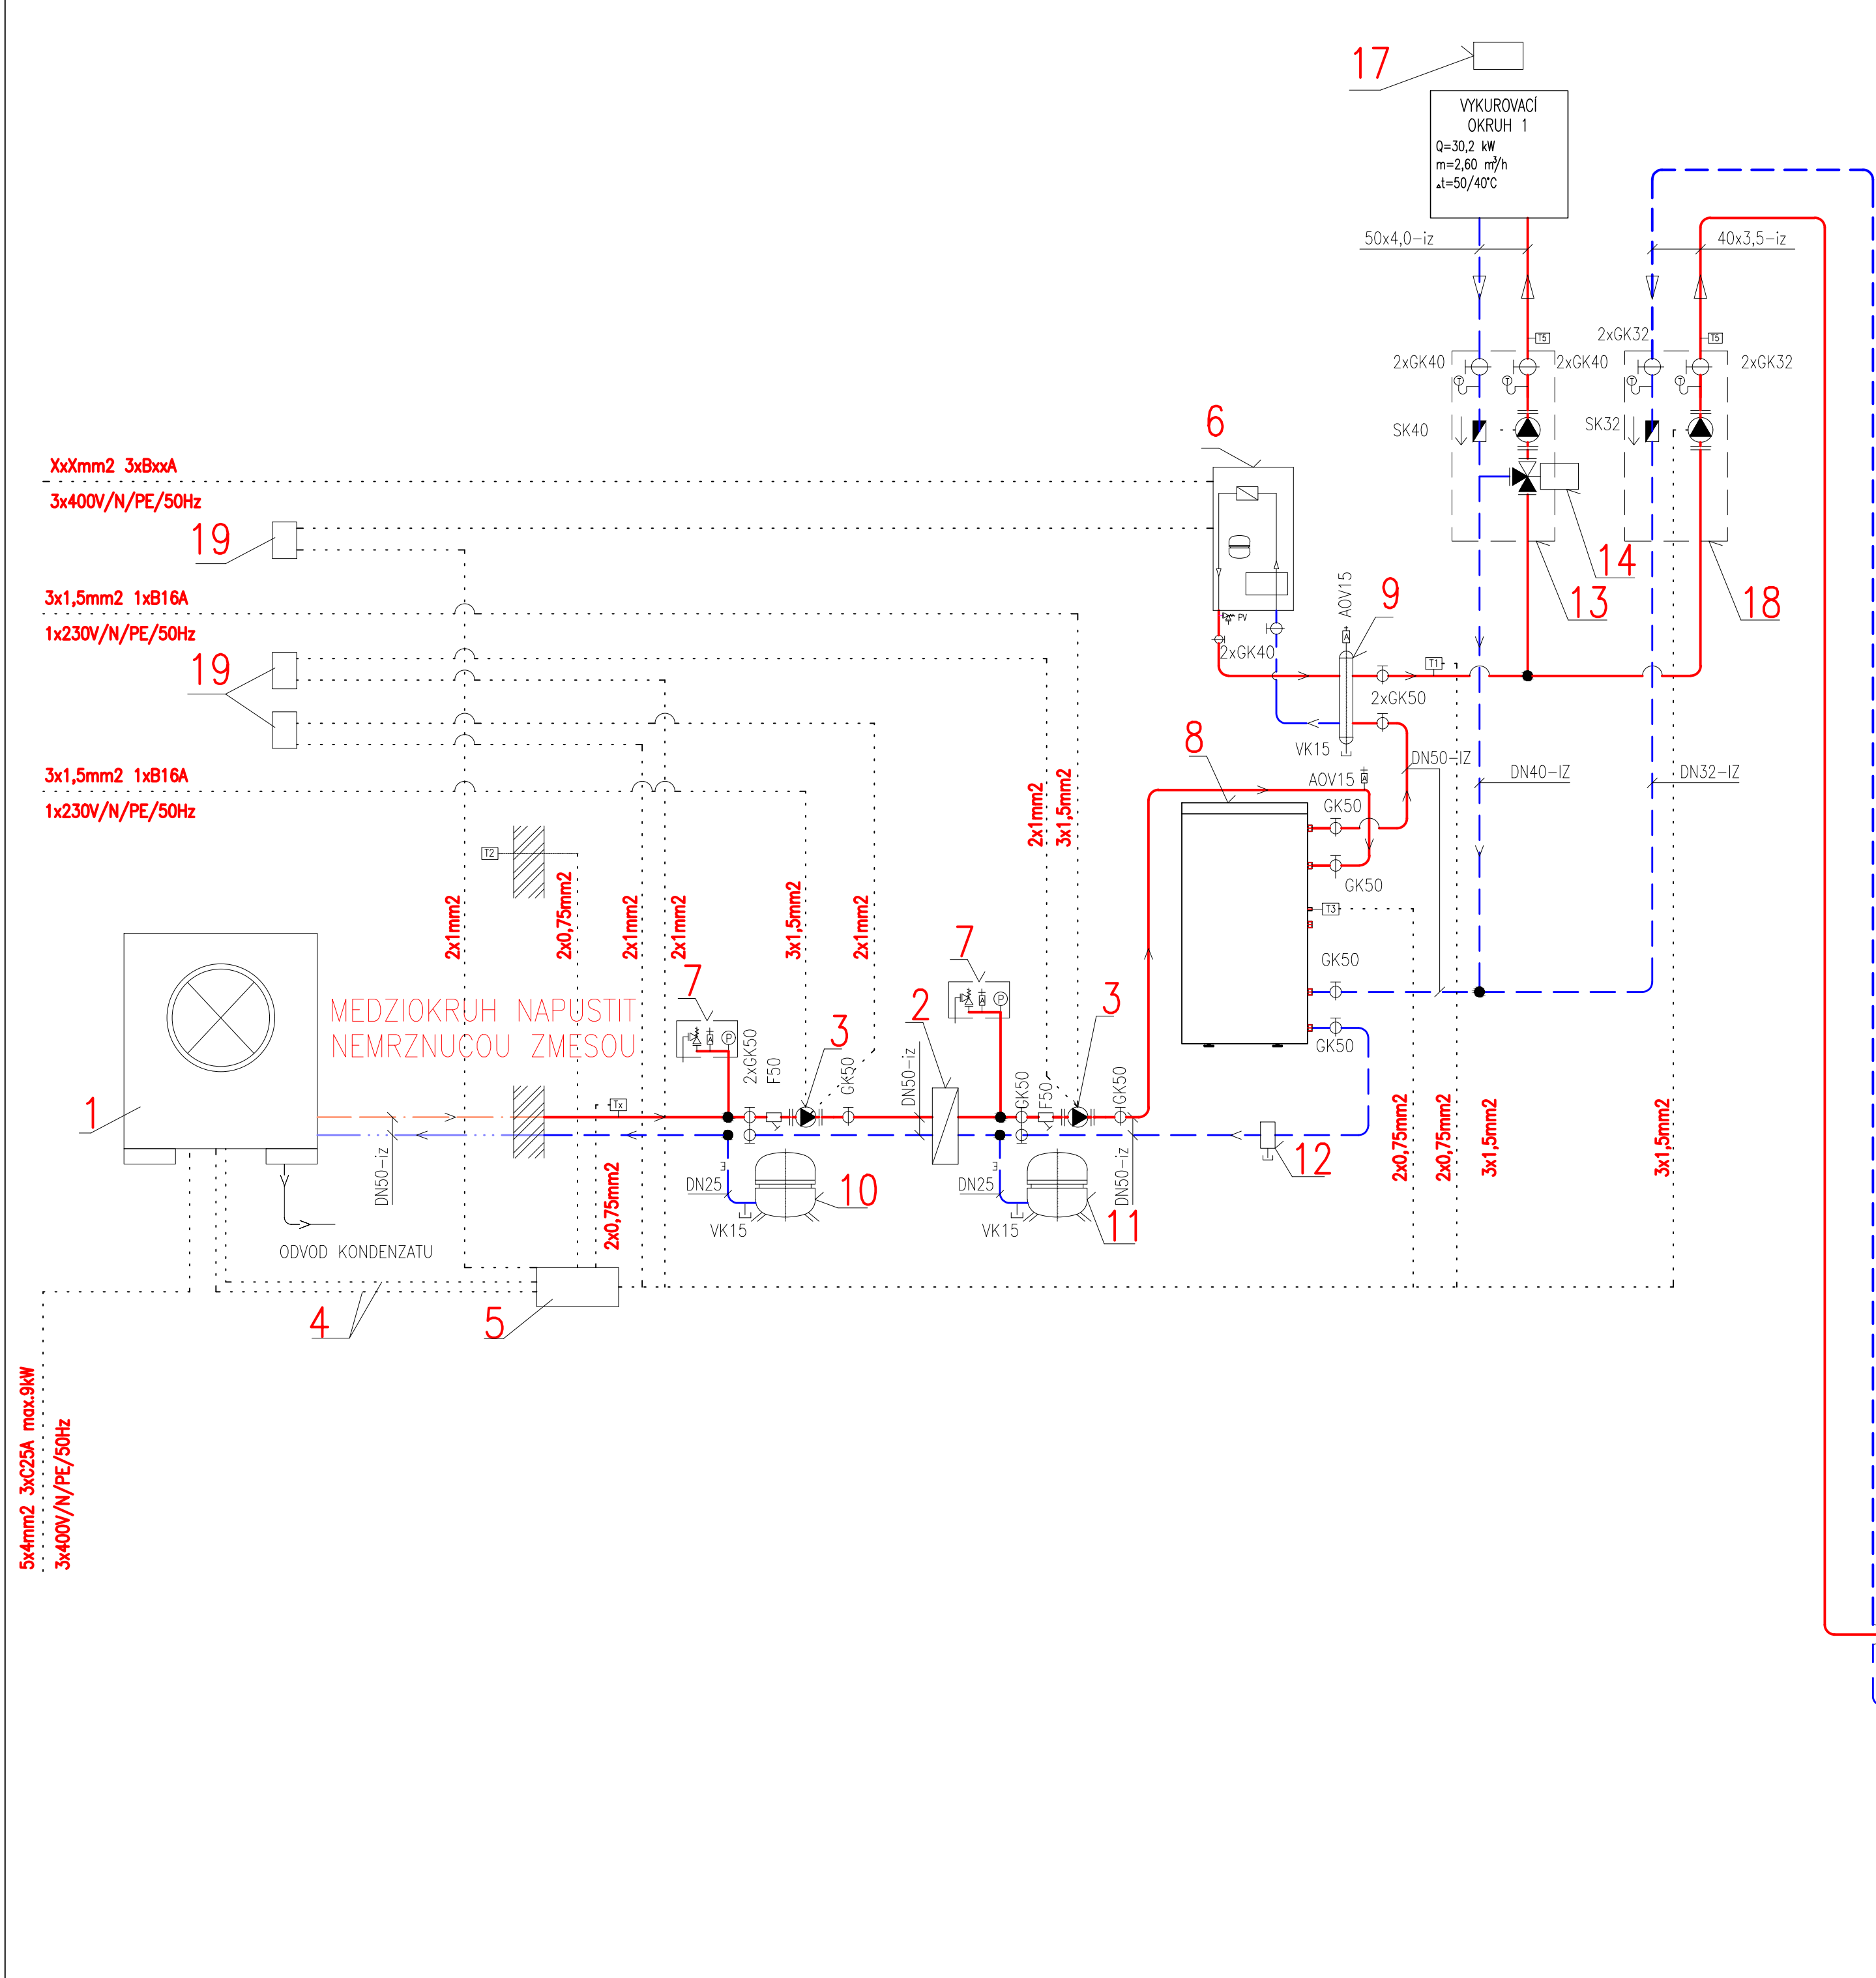 17
VYKUROVACÍ
OKRUH 1
Q=30,2 kW
m=2,60 m³/h
▵t=50/40°C
50x4,0-iz
40x3,5-iz
T5
T5
2xGK32
2xGK40
2xGK40
2xGK32
T
T
T
T
SK40
SK32
6
XxXmm2 3xBxxA
3x400V/N/PE/50Hz
19
14
13
18
3x1,5mm2 1xB16A
1x230V/N/PE/50Hz
PV
AOV15
A
9
2xGK40
T1
19
2xGK50
8
VK15
DN50-IZ
3x1,5mm2 1xB16A
1x230V/N/PE/50Hz
AOV15
A
DN40-IZ
DN32-IZ
GK50
2x1mm2
3x1,5mm2
T2
GK50
2x1mm2
2x0,75mm2
2x1mm2
2x1mm2
3x1,5mm2
2x1mm2
T3
GK50
7
7
MEDZIOKRUH NAPUSTIT
NEMRZNUCOU ZMESOU
A
P
A
P
2xGK50
F50
3
GK50
DN50-iz
2
GK50
F50
3
GK50
GK50
1
Tx
DN50-iz
2x0,75mm2
DN25
VK15
10
DN25
VK15
11
DN50-iz
12
2x0,75mm2
2x0,75mm2
3x1,5mm2
3x1,5mm2
ODVOD KONDENZATU
4
5
5x4mm2 3xC25A max.9kW
3x400V/N/PE/50Hz